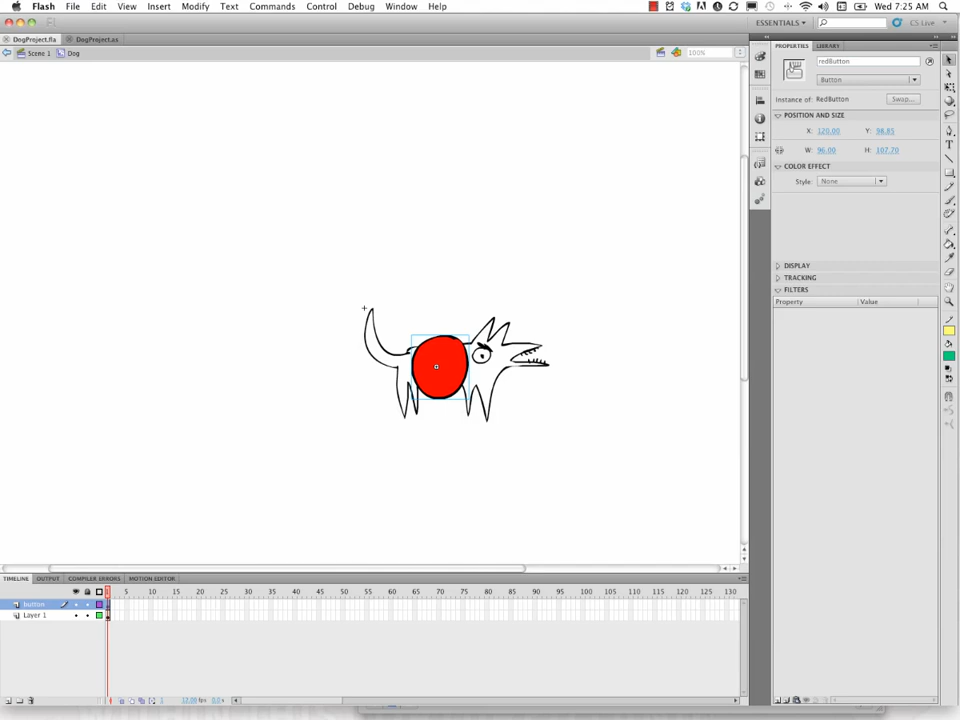 Flash File Edit View Insert Modify Text Commands Control Debug Window Help Wed 7:25 AM
ESSENTIALS CS Live
DogProject.fla DogProject.as
Scene 1 Dog 100%
PROPERTIES LIBRARY
redButton
Button
Instance of: RedButton Swap...
POSITION AND SIZE
X: 120.00 Y: 98.85
W: 96.00 H: 107.70
COLOR EFFECT
Style: None
DISPLAY
TRACKING
FILTERS
Property Value
TIMELINE OUTPUT COMPILER ERRORS MOTION EDITOR
1 5 10 15 20 25 30 35 40 45 50 55 60 65 70 75 80 85 90 95 100 105 110 115 120 125 130
button
Layer 1
1 12.00 fps 0.0 s